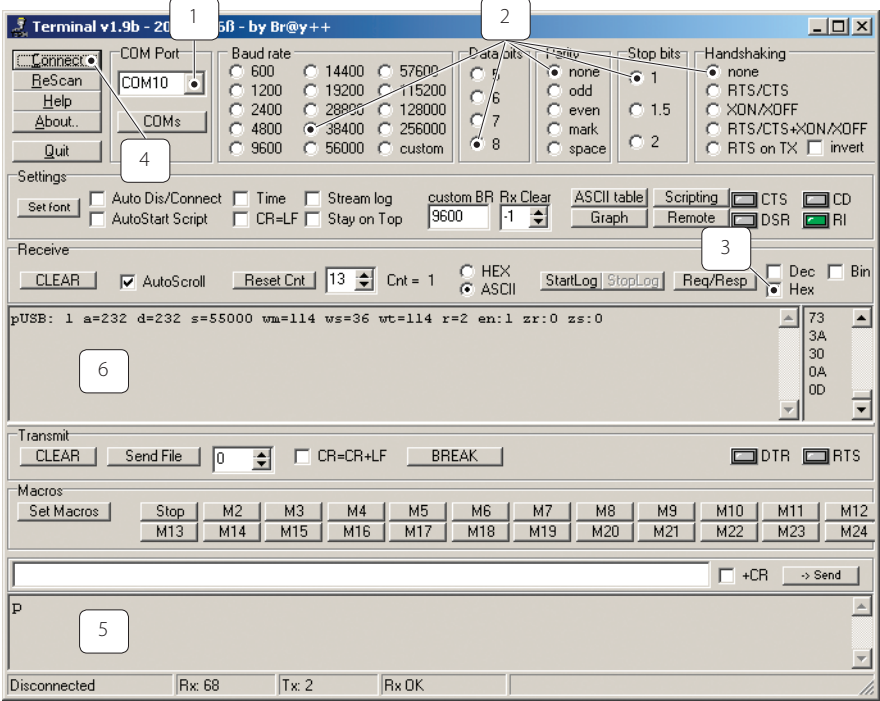 Terminal v1.9b - 20 6ß - by Br@y++
1
2
Connect
ReScan
Help
About..
Quit
4
COM Port
COM10
COMs
Baud rate
600 14400 57600
1200 19200 115200
2400 28800 128000
4800 38400 256000
9600 56000 custom
Data bits
5
6
7
8
Parity
none
odd
even
mark
space
Stop bits
1
1.5
2
Handshaking
none
RTS/CTS
XON/XOFF
RTS/CTS+XON/XOFF
RTS on TX invert
Settings
Set font
Auto Dis/Connect Time Stream log
AutoStart Script CR=LF Stay on Top
custom BR Rx Clear
9600 -1
ASCII table Scripting CTS CD
Graph Remote DSR RI
3
Receive
CLEAR AutoScroll Reset Cnt 13 Cnt = 1
HEX
ASCII
StartLog StopLog Req/Resp
Dec Bin
Hex
pUSB: 1 a=232 d=232 s=55000 wm=114 ws=36 wt=114 r=2 en:1 zr:0 zs:0
73
3A
30
0A
0D
6
Transmit
CLEAR Send File 0 CR=CR+LF BREAK DTR RTS
Macros
Set Macros Stop M2 M3 M4 M5 M6 M7 M8 M9 M10 M11 M12
M13 M14 M15 M16 M17 M18 M19 M20 M21 M22 M23 M24
+CR -> Send
p
5
Disconnected Rx: 68 Tx: 2 Rx OK